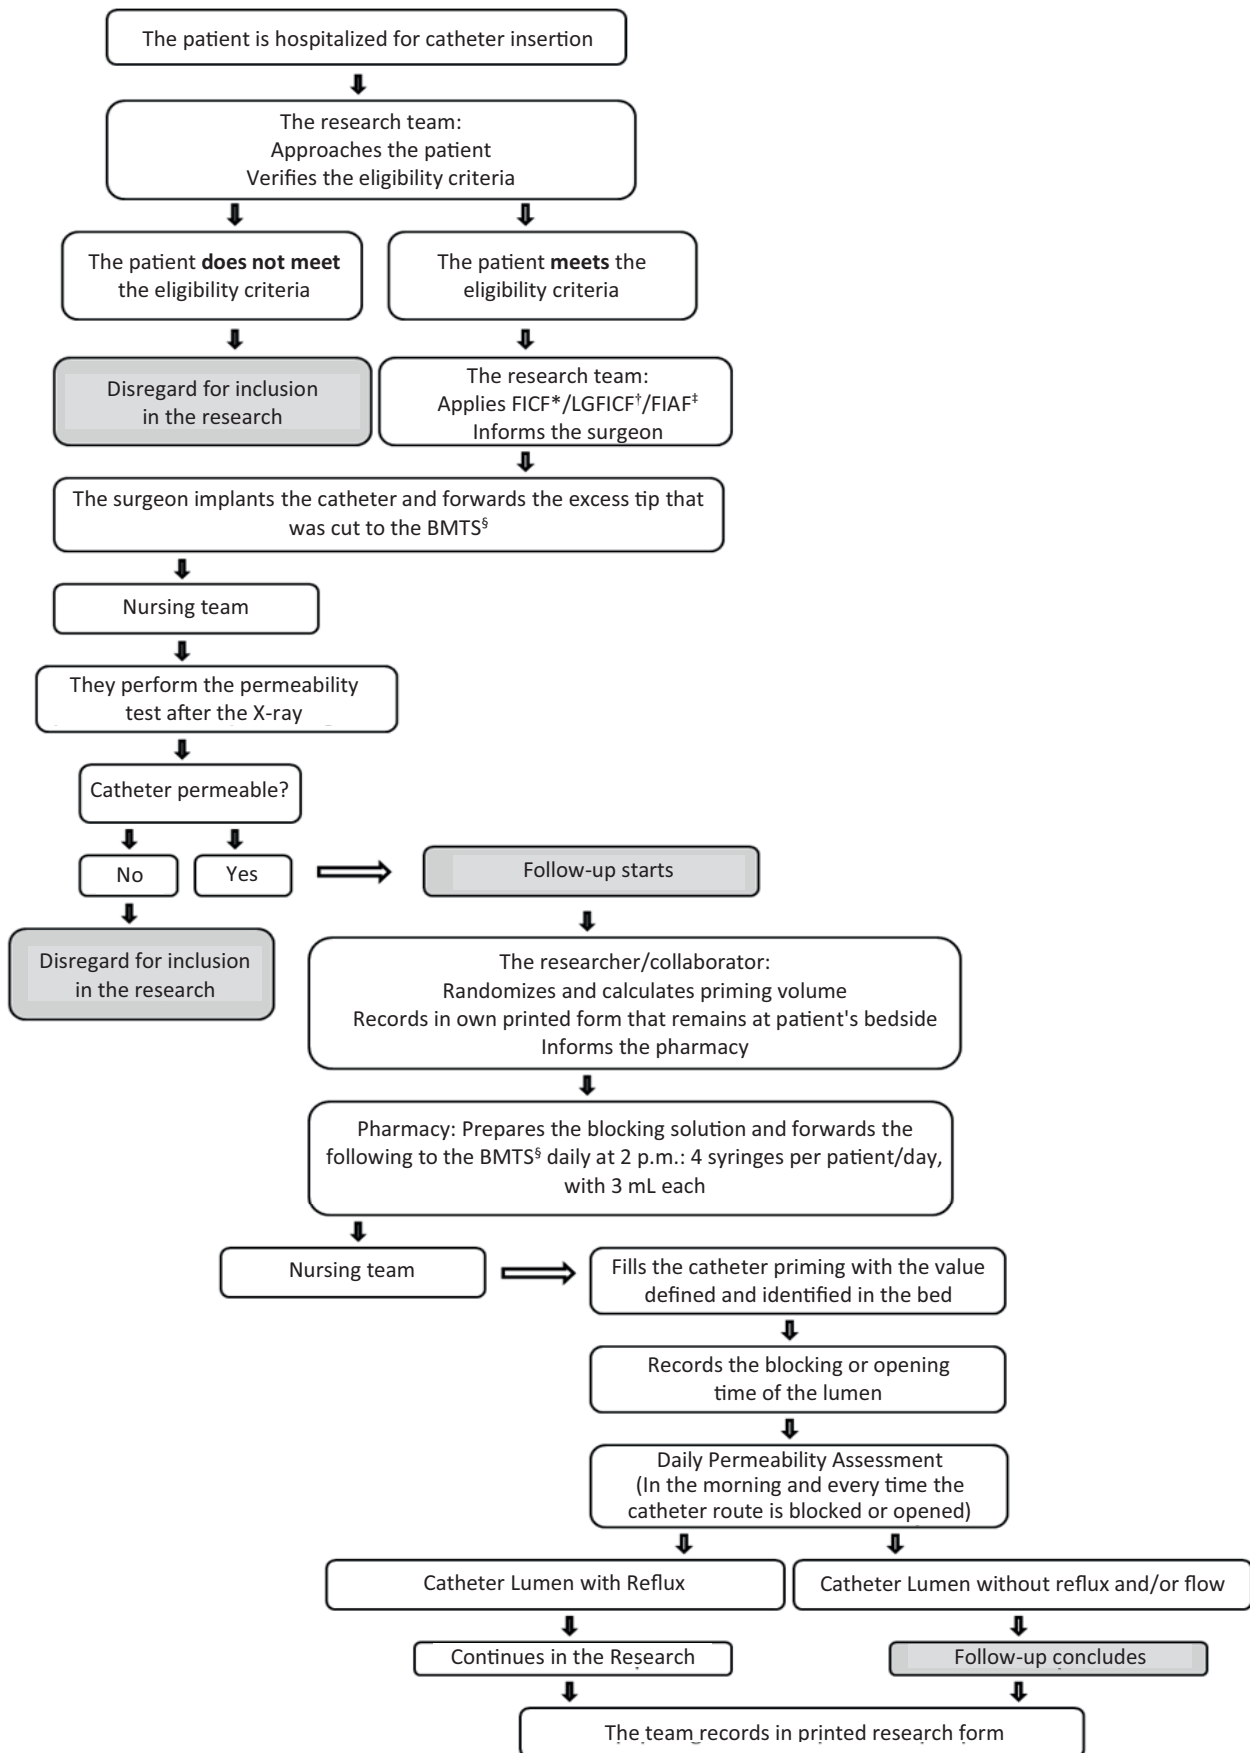 The patient is hospitalized for catheter insertion
The research team:
Approaches the patient
Verifies the eligibility criteria
The patient does not meet
the eligibility criteria
The patient meets the
eligibility criteria
Disregard for inclusion
in the research
The research team:
Applies FICF*/LGFICF†/FIAF‡
Informs the surgeon
The surgeon implants the catheter and forwards the excess tip that
was cut to the BMTS§
Nursing team
They perform the permeability
test after the X-ray
Catheter permeable?
No
Yes
Follow-up starts
Disregard for inclusion
in the research
The researcher/collaborator:
Randomizes and calculates priming volume
Records in own printed form that remains at patient's bedside
Informs the pharmacy
Pharmacy: Prepares the blocking solution and forwards the
following to the BMTS§ daily at 2 p.m.: 4 syringes per patient/day,
with 3 mL each
Nursing team
Fills the catheter priming with the value
defined and identified in the bed
Records the blocking or opening
time of the lumen
Daily Permeability Assessment
(In the morning and every time the
catheter route is blocked or opened)
Catheter Lumen with Reflux
Catheter Lumen without reflux and/or flow
Continues in the Research
Follow-up concludes
The team records in printed research form